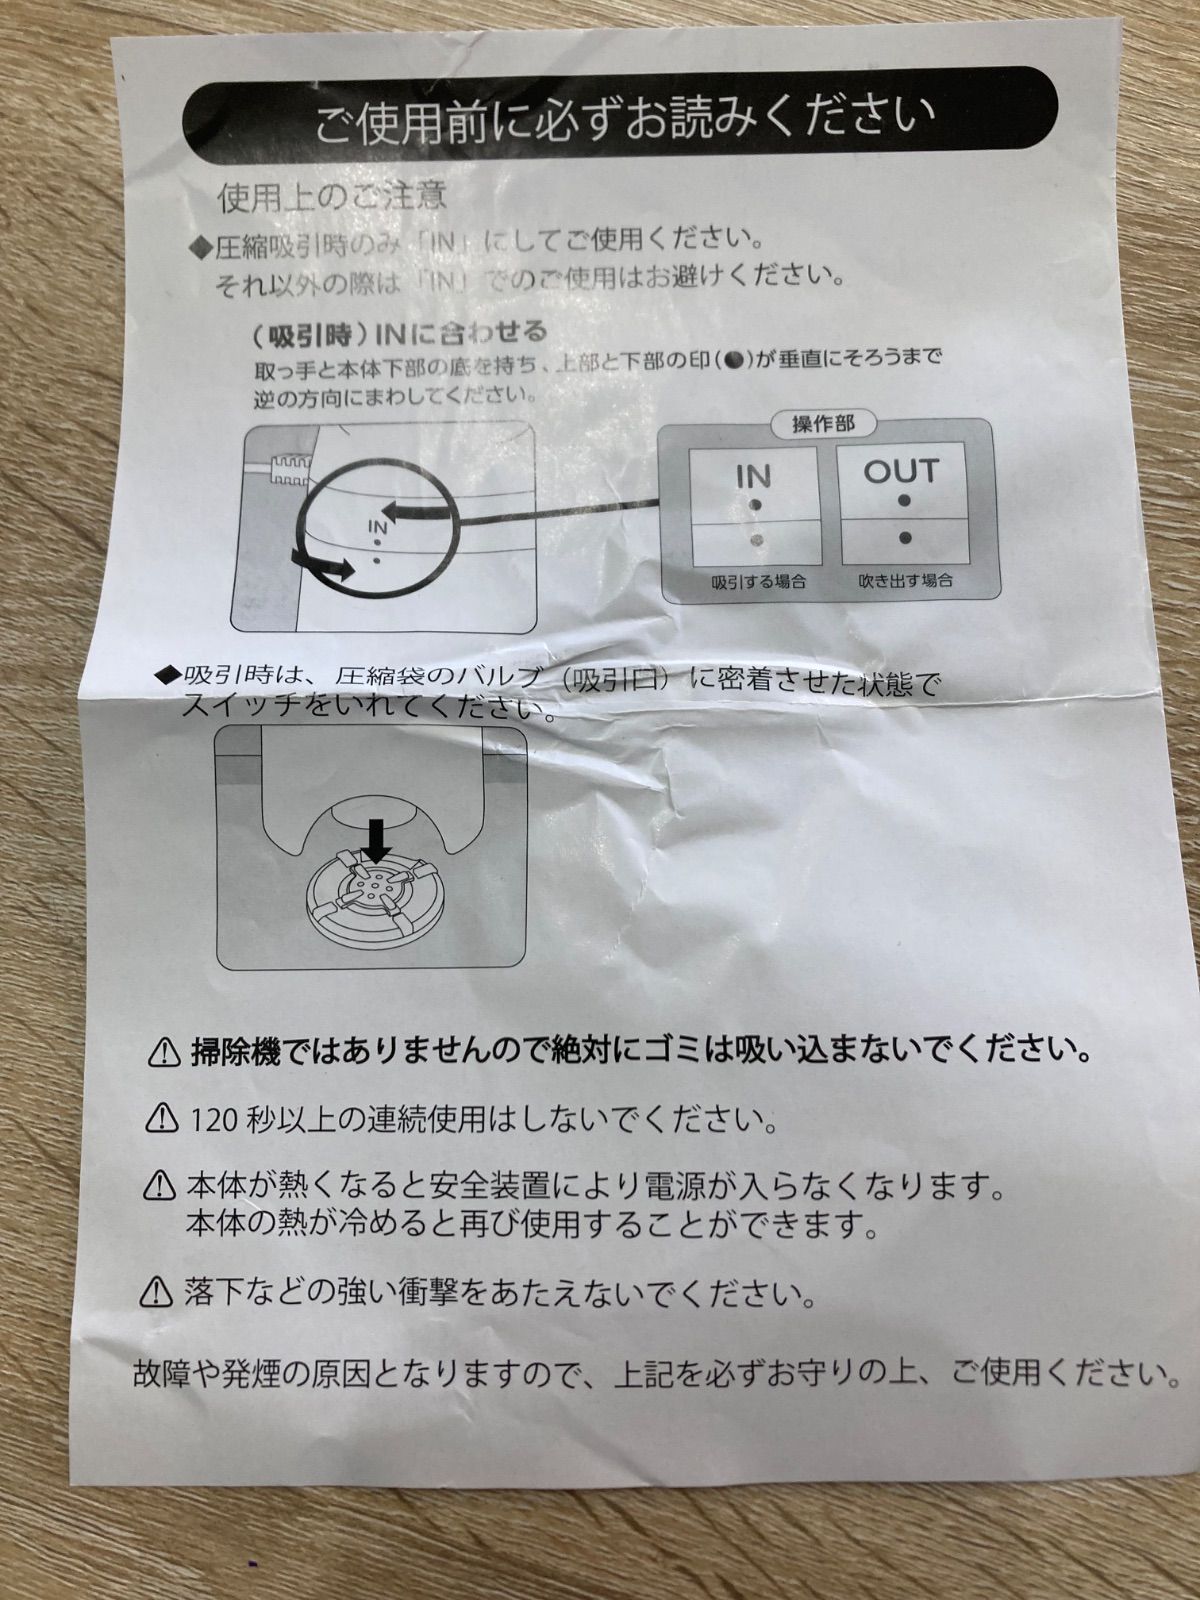 ご使用前に必ずお読みください
使用上のご注意
◆圧縮吸引時のみ「IN」にしてご使用ください。
それ以外の際は「IN」でのご使用はお避けください。
(吸引時)INに合わせる
取っ手と本体下部の底を持ち、上部と下部の印(●)が垂直にそろうまで
逆の方向にまわしてください。
IN
操作部
IN
OUT
吸引する場合
吹き出す場合
◆吸引時は、圧縮袋のバルブ(吸引口)に密着させた状態で
スイッチをいれてください。
⚠掃除機ではありませんので絶対にゴミは吸い込まないでください。
⚠120秒以上の連続使用はしないでください。
⚠本体が熱くなると安全装置により電源が入らなくなります。
本体の熱が冷めると再び使用することができます。
⚠落下などの強い衝撃をあたえないでください。
故障や発煙の原因となりますので、上記を必ずお守りの上、ご使用ください。